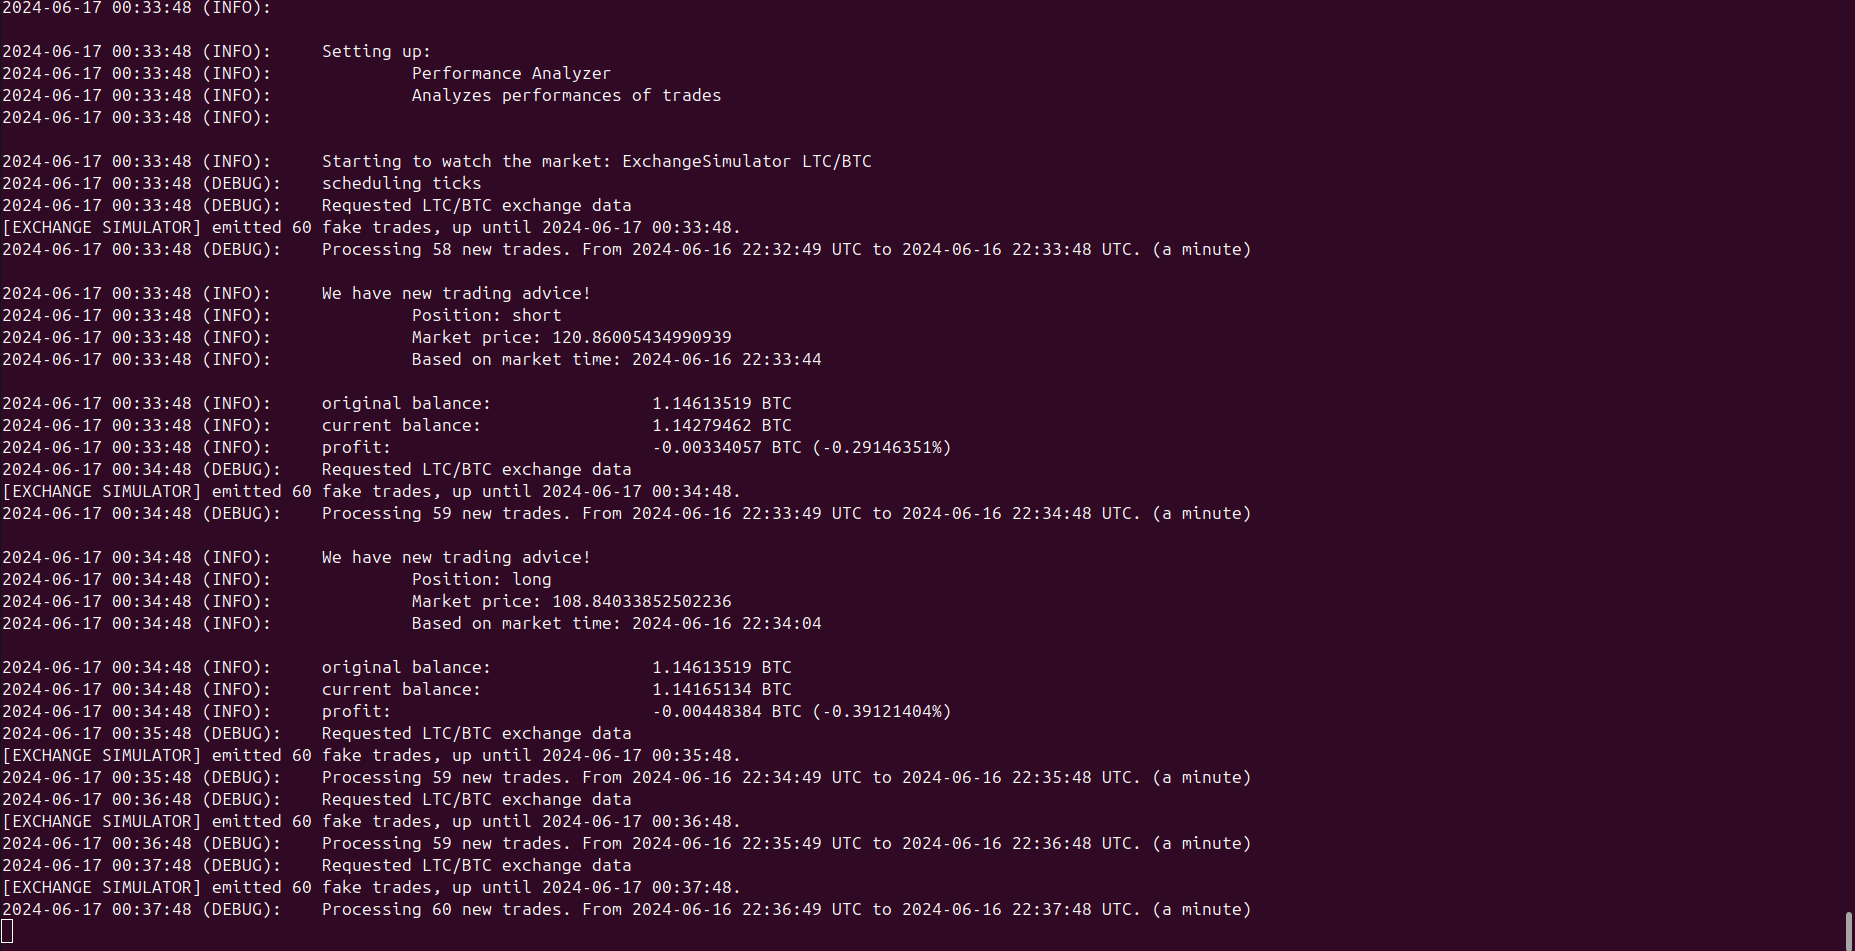 2024-06-17 00:33:48 (INFO):
2024-06-17 00:33:48 (INFO):     Setting up:
2024-06-17 00:33:48 (INFO):              Performance Analyzer
2024-06-17 00:33:48 (INFO):              Analyzes performances of trades
2024-06-17 00:33:48 (INFO):
2024-06-17 00:33:48 (INFO):     Starting to watch the market: ExchangeSimulator LTC/BTC
2024-06-17 00:33:48 (DEBUG):    scheduling ticks
2024-06-17 00:33:48 (DEBUG):    Requested LTC/BTC exchange data
[EXCHANGE SIMULATOR] emitted 60 fake trades, up until 2024-06-17 00:33:48.
2024-06-17 00:33:48 (DEBUG):    Processing 58 new trades. From 2024-06-16 22:32:49 UTC to 2024-06-16 22:33:48 UTC. (a minute)
2024-06-17 00:33:48 (INFO):     We have new trading advice!
2024-06-17 00:33:48 (INFO):              Position: short
2024-06-17 00:33:48 (INFO):              Market price: 120.86005434990939
2024-06-17 00:33:48 (INFO):              Based on market time: 2024-06-16 22:33:44
2024-06-17 00:33:48 (INFO):     original balance:                1.14613519 BTC
2024-06-17 00:33:48 (INFO):     current balance:                 1.14279462 BTC
2024-06-17 00:33:48 (INFO):     profit:                          -0.00334057 BTC (-0.29146351%)
2024-06-17 00:34:48 (DEBUG):    Requested LTC/BTC exchange data
[EXCHANGE SIMULATOR] emitted 60 fake trades, up until 2024-06-17 00:34:48.
2024-06-17 00:34:48 (DEBUG):    Processing 59 new trades. From 2024-06-16 22:33:49 UTC to 2024-06-16 22:34:48 UTC. (a minute)
2024-06-17 00:34:48 (INFO):     We have new trading advice!
2024-06-17 00:34:48 (INFO):              Position: long
2024-06-17 00:34:48 (INFO):              Market price: 108.84033852502236
2024-06-17 00:34:48 (INFO):              Based on market time: 2024-06-16 22:34:04
2024-06-17 00:34:48 (INFO):     original balance:                1.14613519 BTC
2024-06-17 00:34:48 (INFO):     current balance:                 1.14165134 BTC
2024-06-17 00:34:48 (INFO):     profit:                          -0.00448384 BTC (-0.39121404%)
2024-06-17 00:35:48 (DEBUG):    Requested LTC/BTC exchange data
[EXCHANGE SIMULATOR] emitted 60 fake trades, up until 2024-06-17 00:35:48.
2024-06-17 00:35:48 (DEBUG):    Processing 59 new trades. From 2024-06-16 22:34:49 UTC to 2024-06-16 22:35:48 UTC. (a minute)
2024-06-17 00:36:48 (DEBUG):    Requested LTC/BTC exchange data
[EXCHANGE SIMULATOR] emitted 60 fake trades, up until 2024-06-17 00:36:48.
2024-06-17 00:36:48 (DEBUG):    Processing 59 new trades. From 2024-06-16 22:35:49 UTC to 2024-06-16 22:36:48 UTC. (a minute)
2024-06-17 00:37:48 (DEBUG):    Requested LTC/BTC exchange data
[EXCHANGE SIMULATOR] emitted 60 fake trades, up until 2024-06-17 00:37:48.
2024-06-17 00:37:48 (DEBUG):    Processing 60 new trades. From 2024-06-16 22:36:49 UTC to 2024-06-16 22:37:48 UTC. (a minute)